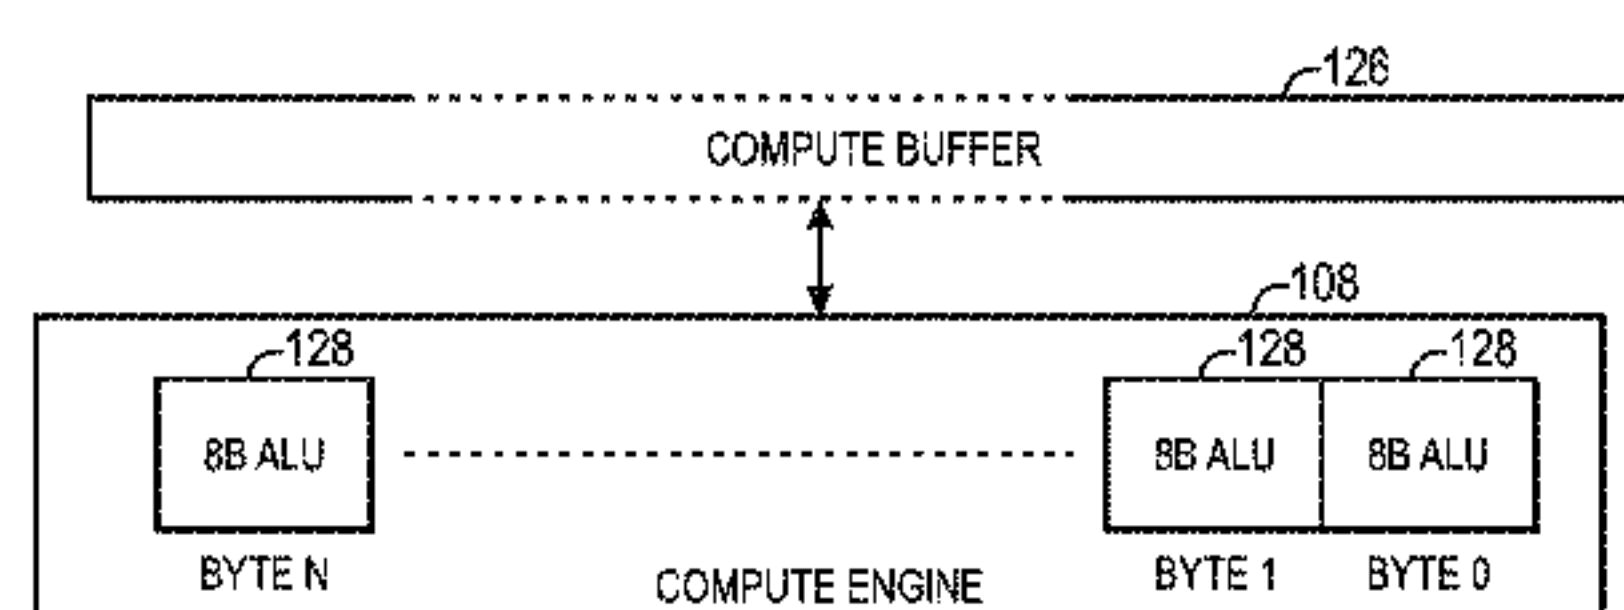 126
COMPUTE BUFFER
108
128 128 128
8B ALU 8B ALU 8B ALU
BYTE N BYTE 1 BYTE 0
COMPUTE ENGINE